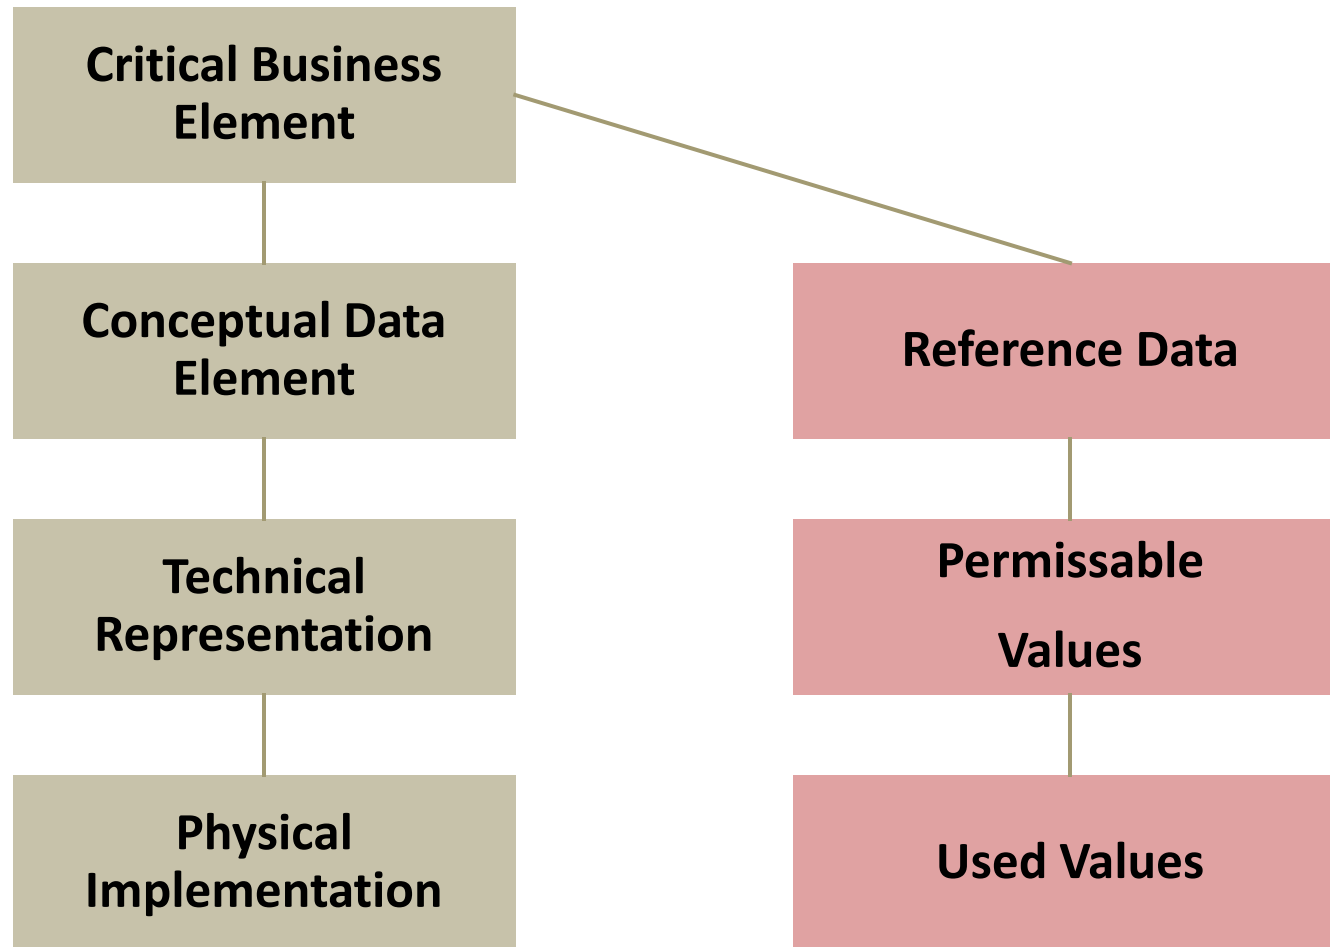 Critical Business
Element
Conceptual Data
Element
Reference Data
Technical
Representation
Permissable
Values
Physical
Implementation
Used Values